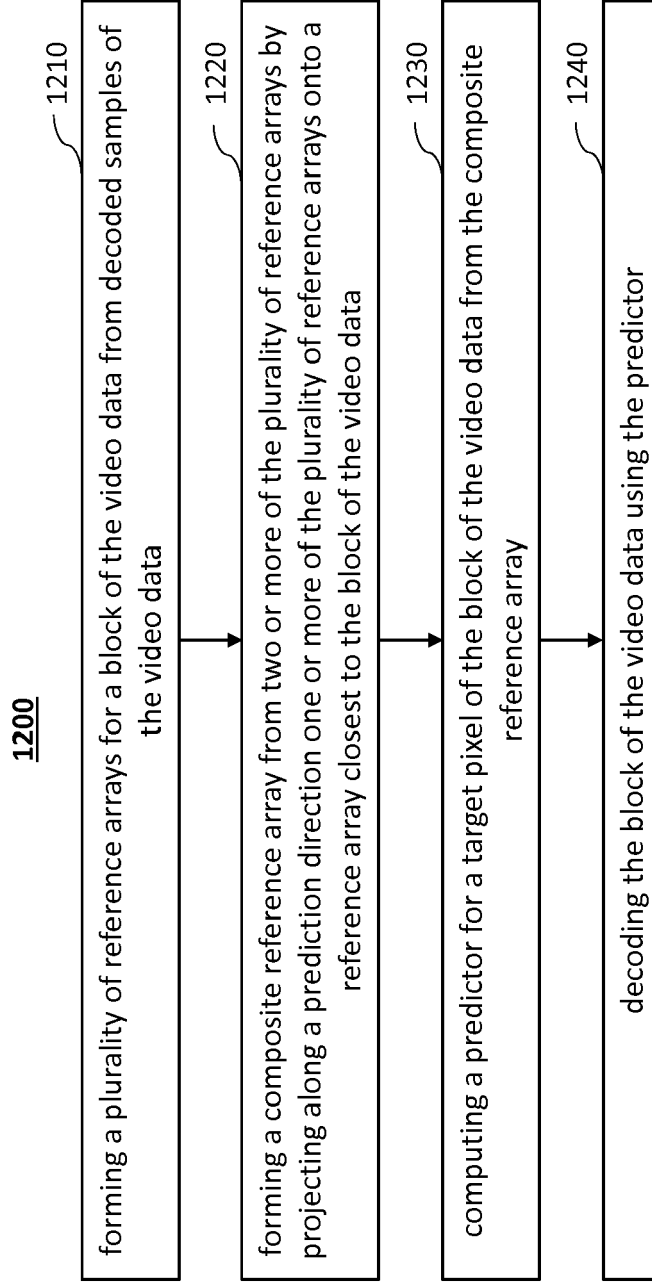 1200
1210
forming a plurality of reference arrays for a block of the video data from decoded samples of
the video data
1220
forming a composite reference array from two or more of the plurality of reference arrays by
projecting along a prediction direction one or more of the plurality of reference arrays onto a
reference array closest to the block of the video data
1230
computing a predictor for a target pixel of the block of the video data from the composite
reference array
1240
decoding the block of the video data using the predictor